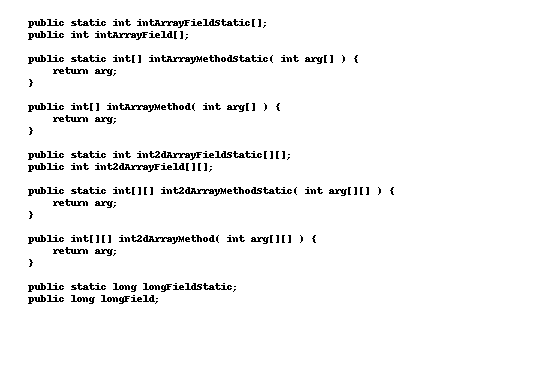 public static int intArrayFieldStatic[];
public int intArrayField[];
public static int[] intArrayMethodStatic( int arg[] ) {
return arg;
}
public int[] intArrayMethod( int arg[] ) {
return arg;
}
public static int int2dArrayFieldStatic[][];
public int int2dArrayField[][];
public static int[][] int2dArrayMethodStatic( int arg[][] ) {
return arg;
}
public int[][] int2dArrayMethod( int arg[][] ) {
return arg;
}
public static long longFieldStatic;
public long longField;